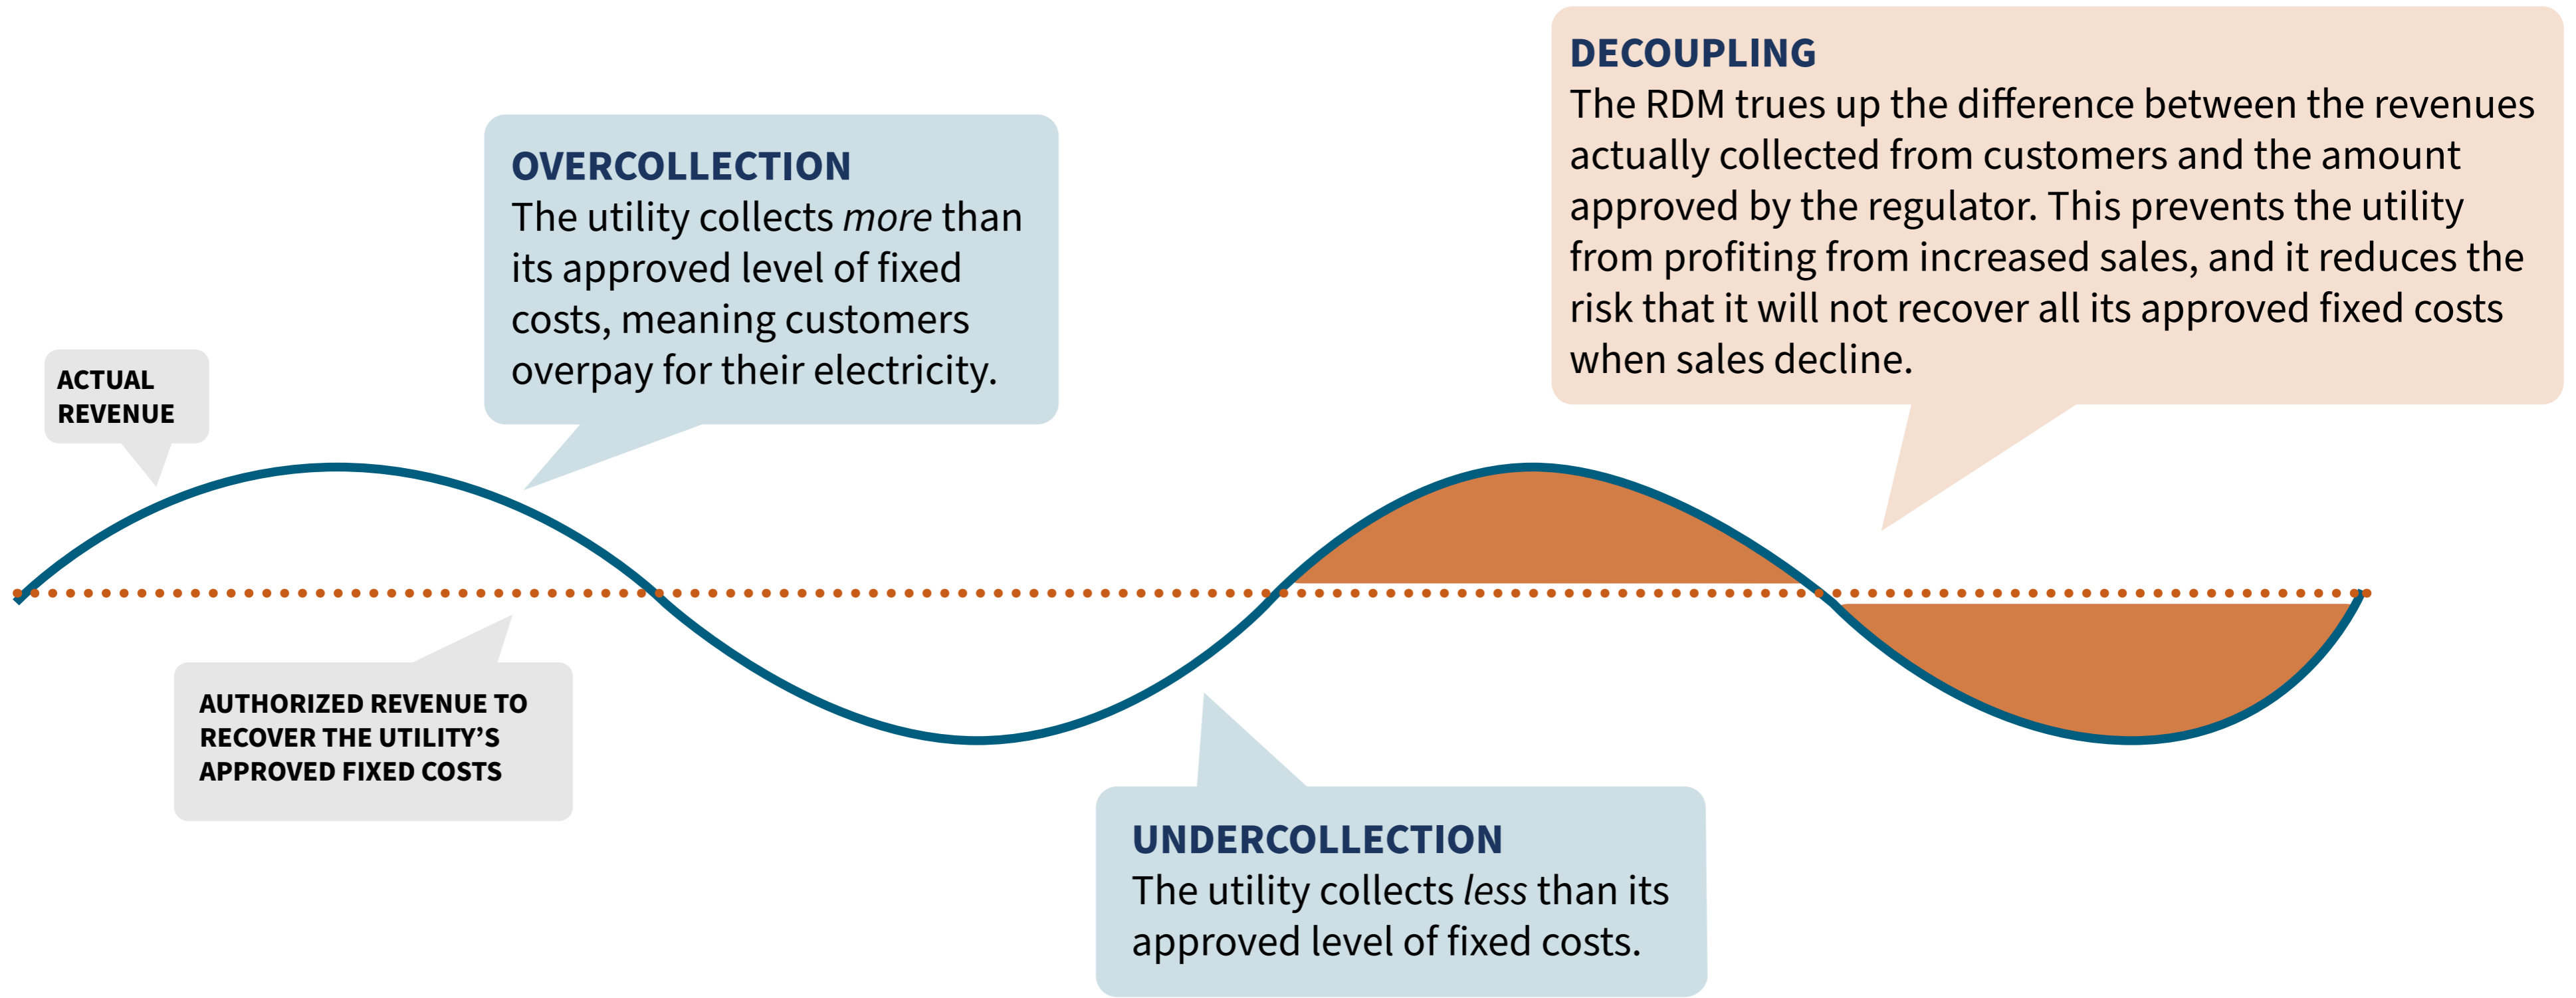 DECOUPLING
The RDM trues up the difference between the revenues
actually collected from customers and the amount
approved by the regulator. This prevents the utility
from profiting from increased sales, and it reduces the
risk that it will not recover all its approved fixed costs
when sales decline.
OVERCOLLECTION
The utility collects more than
its approved level of fixed
costs, meaning customers
overpay for their electricity.
ACTUAL
REVENUE
AUTHORIZED REVENUE TO
RECOVER THE UTILITY’S
APPROVED FIXED COSTS
UNDERCOLLECTION
The utility collects less than its
approved level of fixed costs.